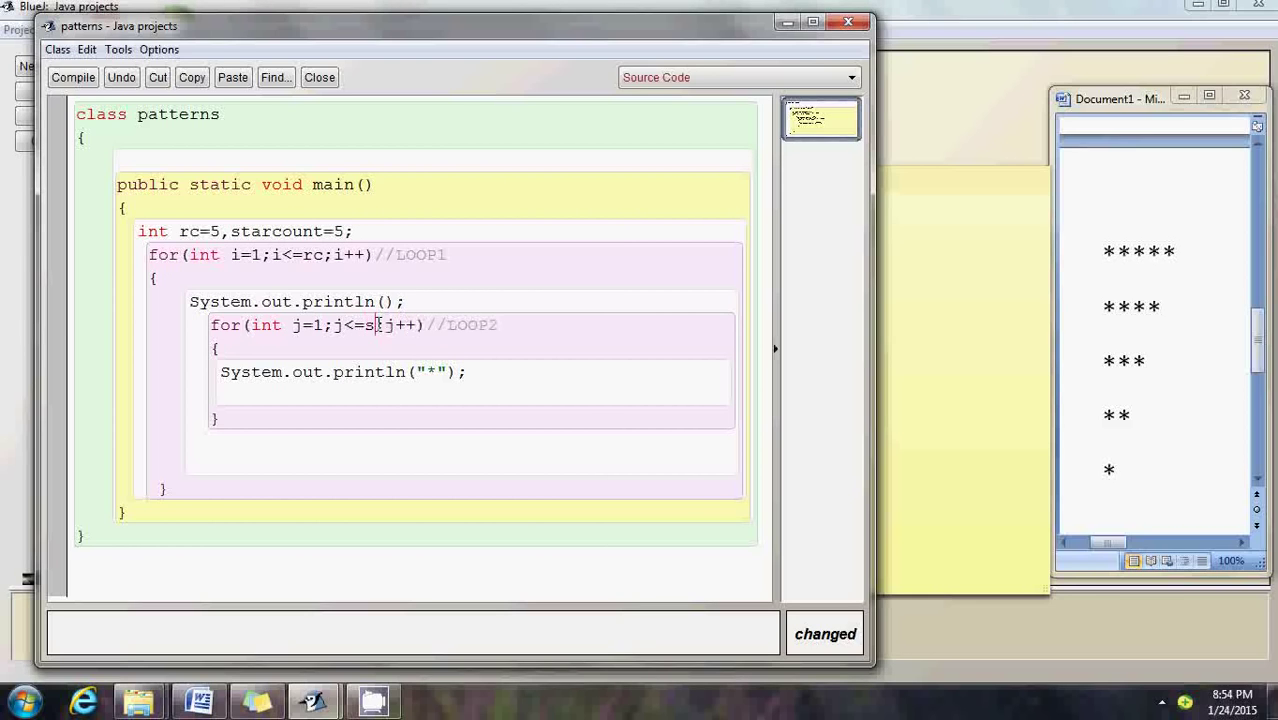 BlueJ: Java projects
patterns - Java projects
Class Edit Tools Options
Compile Undo Cut Copy Paste Find... Close
Source Code
class patterns
{
public static void main()
{
int rc=5,starcount=5;
for(int i=1;i<=rc;i++)//LOOP1
{
System.out.println();
for(int j=1;j<=s;j++)//LOOP2
{
System.out.println("*");
}
}
}
}
changed
Document1 - Mi...
*****
****
***
**
*
100%
8:54 PM
1/24/2015